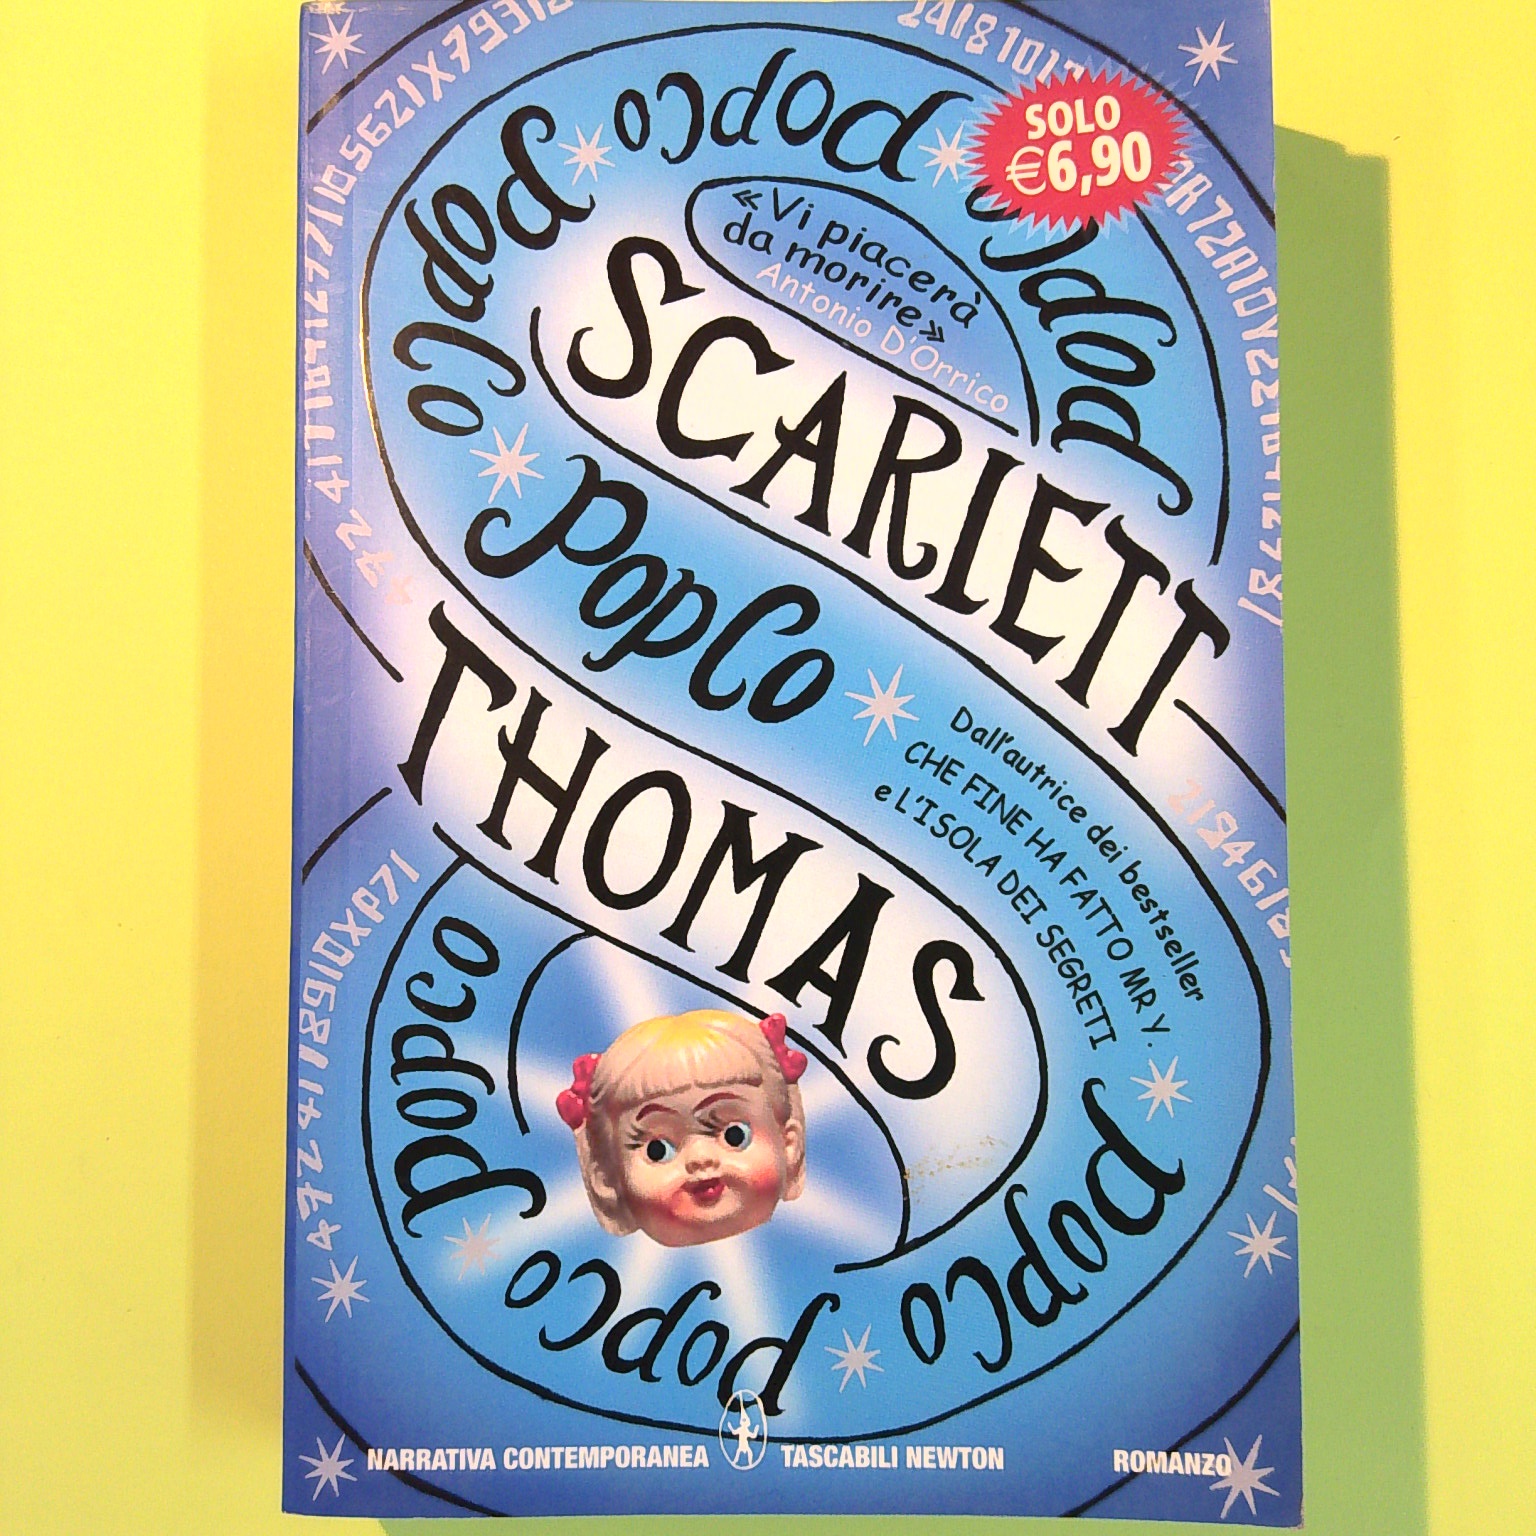 SOLO
€6,90
popco
popco
popco
popco
«Vi piacerà
da morire»
Antonio D'Orrico
SCARLETT
PopCo
THOMAS
Dall'autrice dei bestseller
CHE FINE HA FATTO MR Y.
e L'ISOLA DEI SEGRETI
popco
popco
popco
NARRATIVA CONTEMPORANEA
TASCABILI NEWTON
ROMANZO